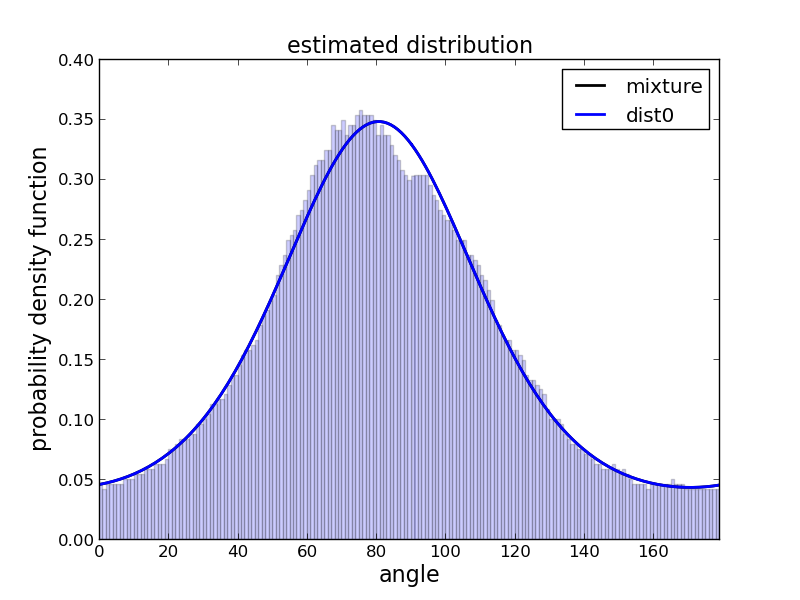 estimated distribution
mixture
dist0
probability density function
0.40
0.35
0.30
0.25
0.20
0.15
0.10
0.05
0.00
0 20 40 60 80 100 120 140 160
angle